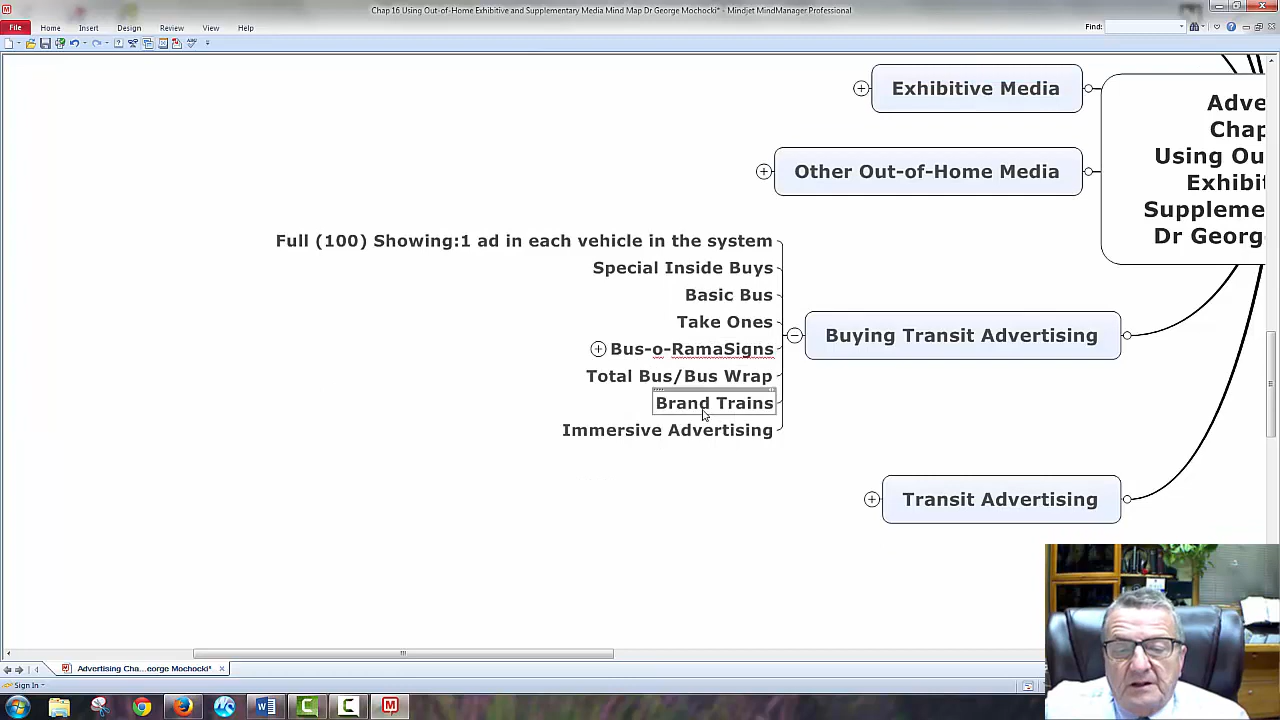 Chap 16 Using Out-of-Home Exhibitive and Supplementary Media Mind Map Dr George Mochocki* - Mindjet MindManager Professional
File Home Insert Design Review View Help Find:
Exhibitive Media
Other Out-of-Home Media
Adve
Chap
Using Ou
Exhibit
Suppleme
Dr Georg
Full (100) Showing:1 ad in each vehicle in the system
Special Inside Buys
Basic Bus
Take Ones
Bus-o-RamaSigns
Total Bus/Bus Wrap
Brand Trains
Immersive Advertising
Buying Transit Advertising
Transit Advertising
Advertising Cha...eorge Mochocki*
Sign In